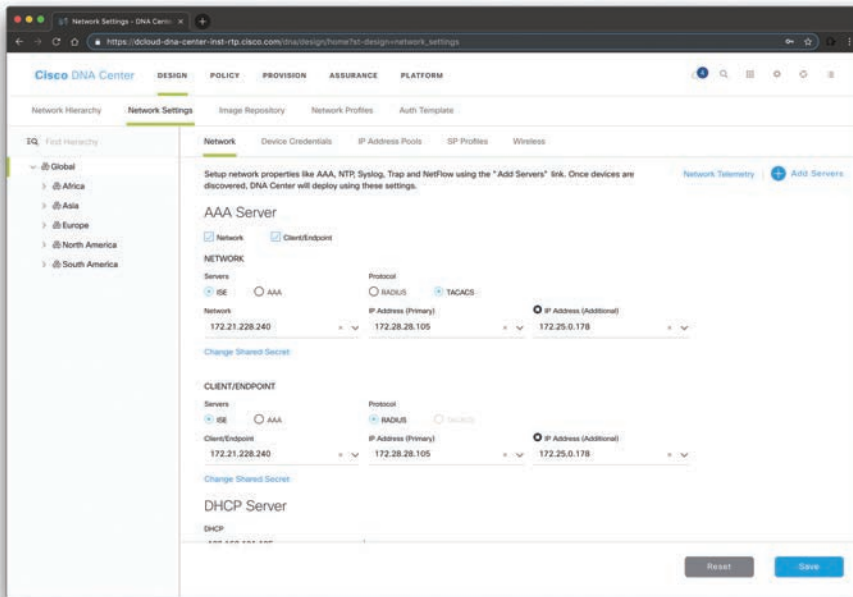 Network Settings - DNA Cente
https://dcloud-dna-center-inst-rtp.cisco.com/dna/design/home?st-design=network_settings
Cisco DNA Center DESIGN POLICY PROVISION ASSURANCE PLATFORM
4
Network Hierarchy Network Settings Image Repository Network Profiles Auth Template
Find Hierarchy
Global
Africa
Asia
Europe
North America
South America
Network Device Credentials IP Address Pools SP Profiles Wireless
Setup network properties like AAA, NTP, Syslog, Trap and NetFlow using the "Add Servers" link. Once devices are
discovered, DNA Center will deploy using these settings.
Network Telemetry Add Servers
AAA Server
Network Client/Endpoint
NETWORK
Servers Protocol
ISE AAA RADIUS TACACS
Network IP Address (Primary) IP Address (Additional)
172.21.228.240 172.28.28.105 172.25.0.178
Change Shared Secret
CLIENT/ENDPOINT
Servers Protocol
ISE AAA RADIUS TACACS
Client/Endpoint IP Address (Primary) IP Address (Additional)
172.21.228.240 172.28.28.105 172.25.0.178
Change Shared Secret
DHCP Server
DHCP
Reset Save